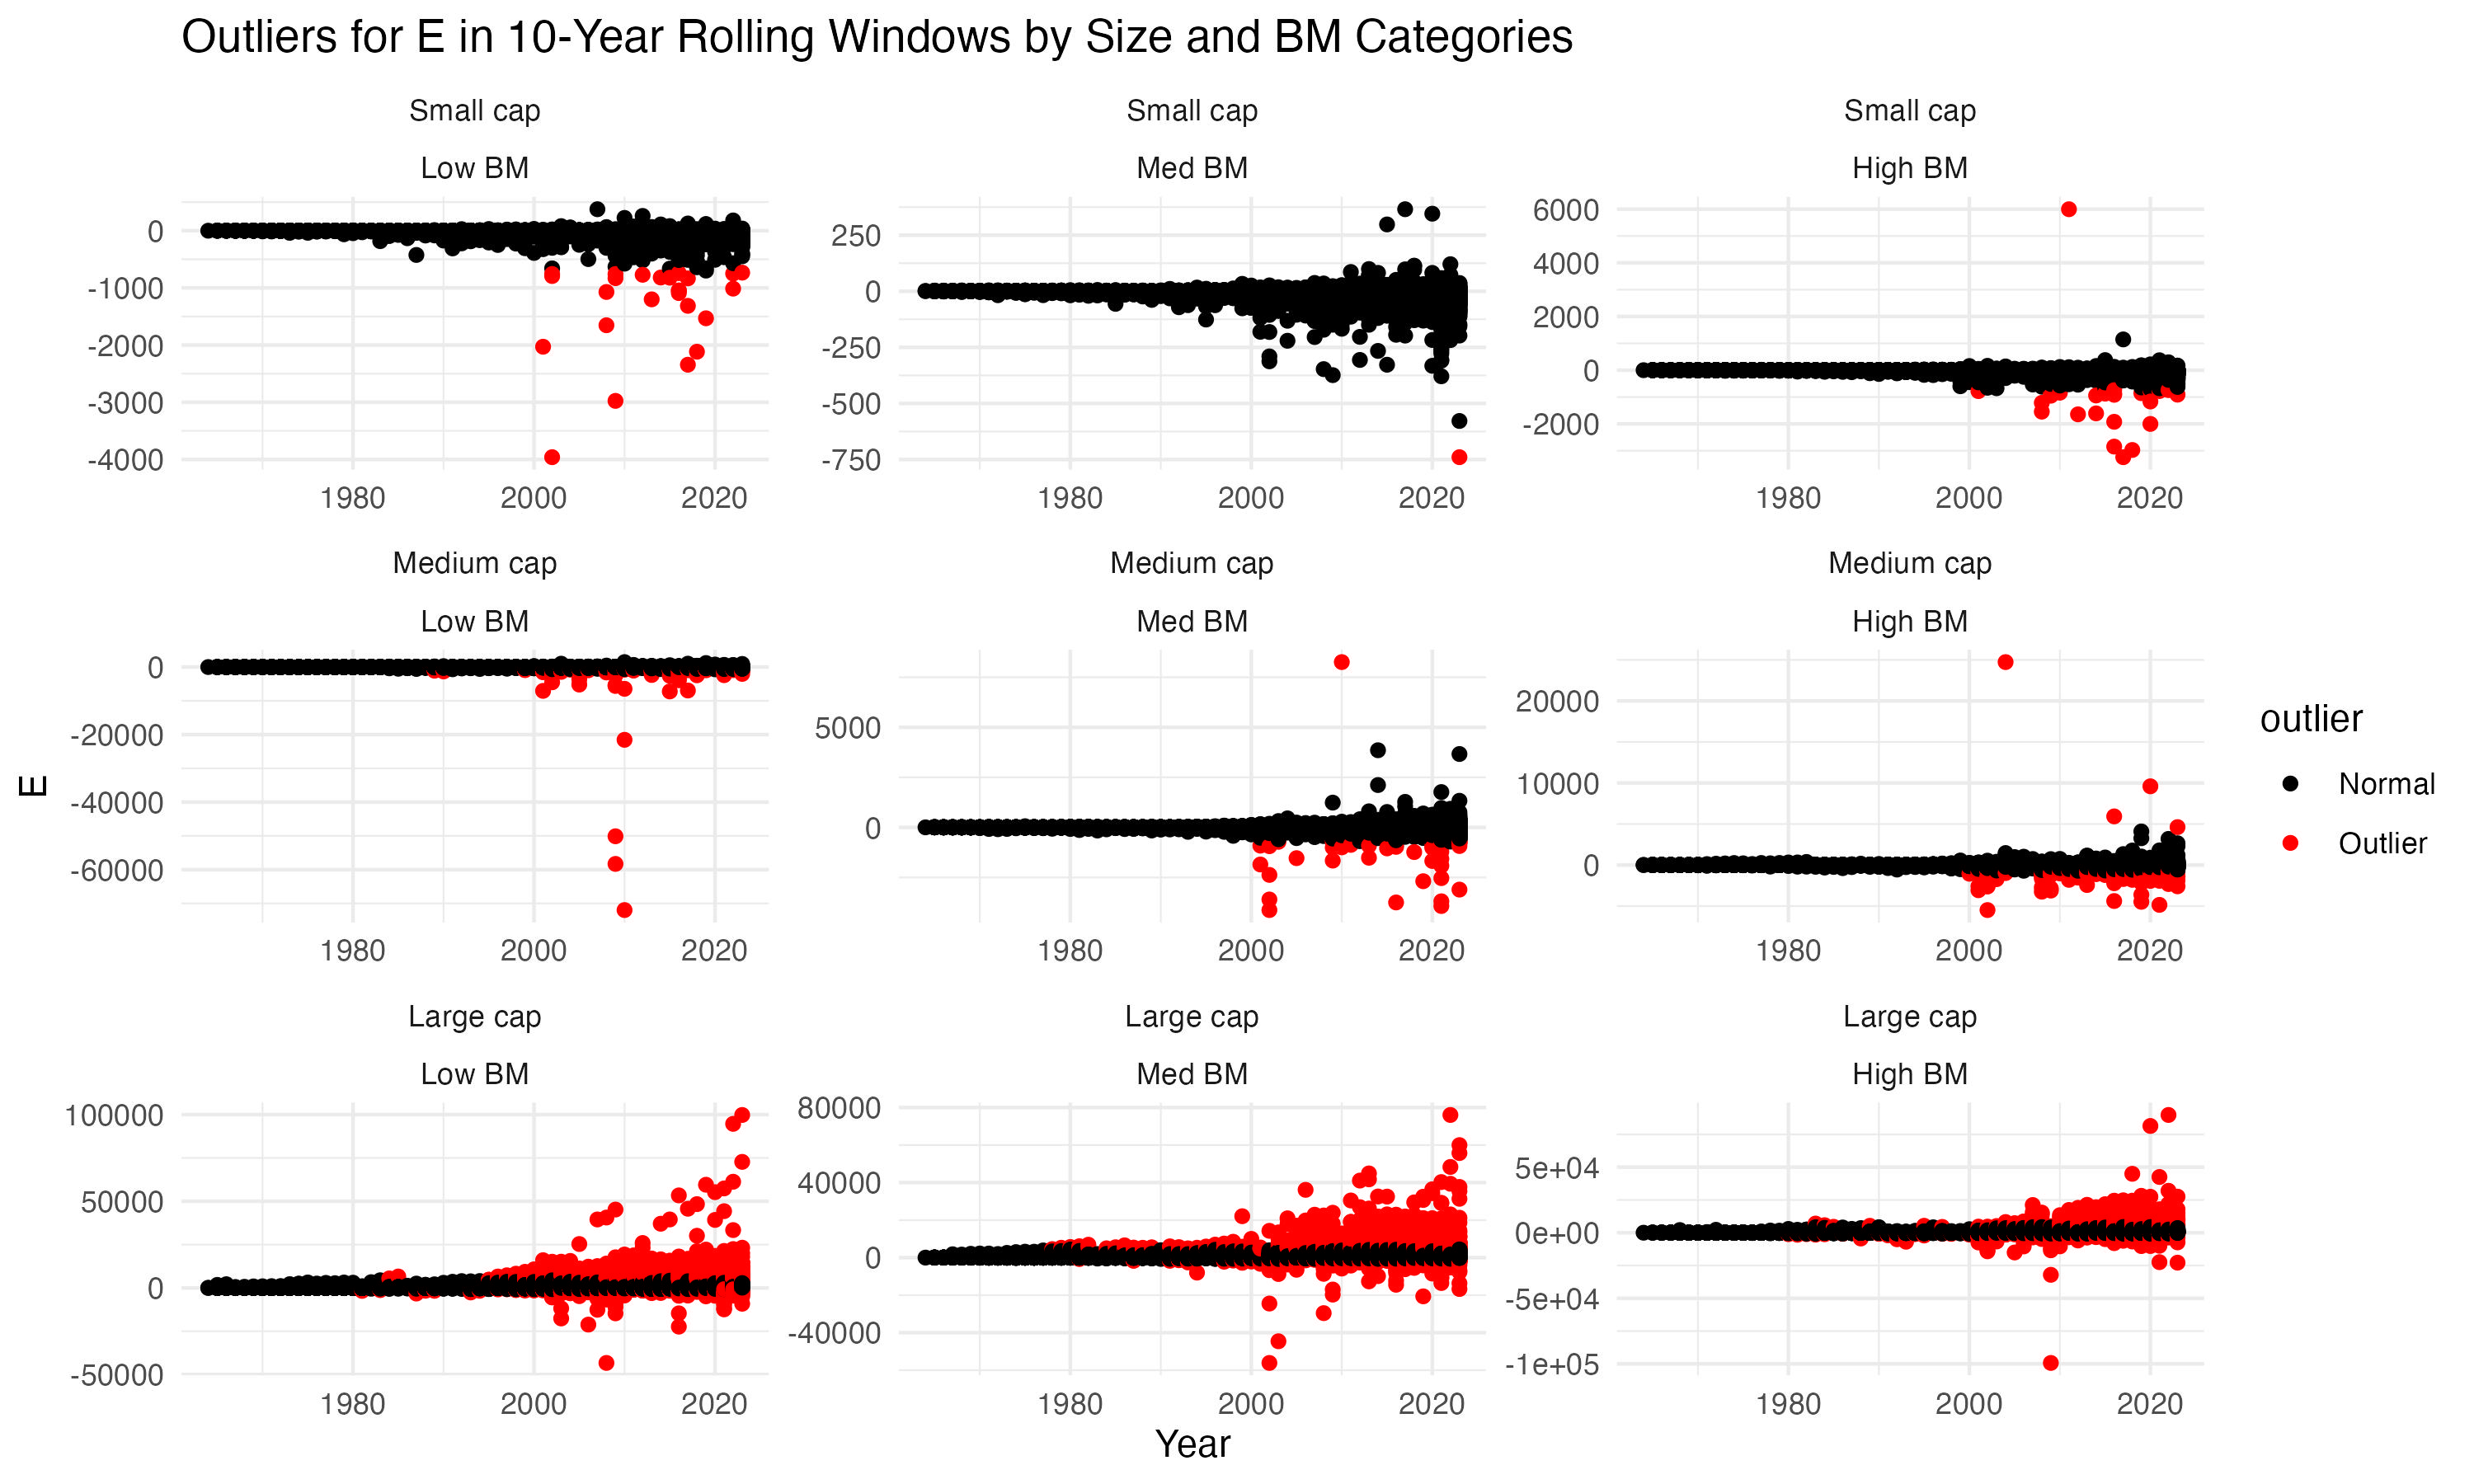 Outliers for E in 10-Year Rolling Windows by Size and BM Categories
Small cap
Low BM
0
-1000
-2000
-3000
-4000
1980 2000 2020
Small cap
Med BM
250
0
-250
-500
-750
1980 2000 2020
Small cap
High BM
6000
4000
2000
0
-2000
1980 2000 2020
Medium cap
Low BM
0
-20000
-40000
-60000
1980 2000 2020
Medium cap
Med BM
5000
0
1980 2000 2020
Medium cap
High BM
20000
10000
0
1980 2000 2020
Large cap
Low BM
100000
50000
0
-50000
1980 2000 2020
Large cap
Med BM
80000
40000
0
-40000
1980 2000 2020
Large cap
High BM
5e+04
0e+00
-5e+04
-1e+05
1980 2000 2020
E
Year
outlier
Normal
Outlier